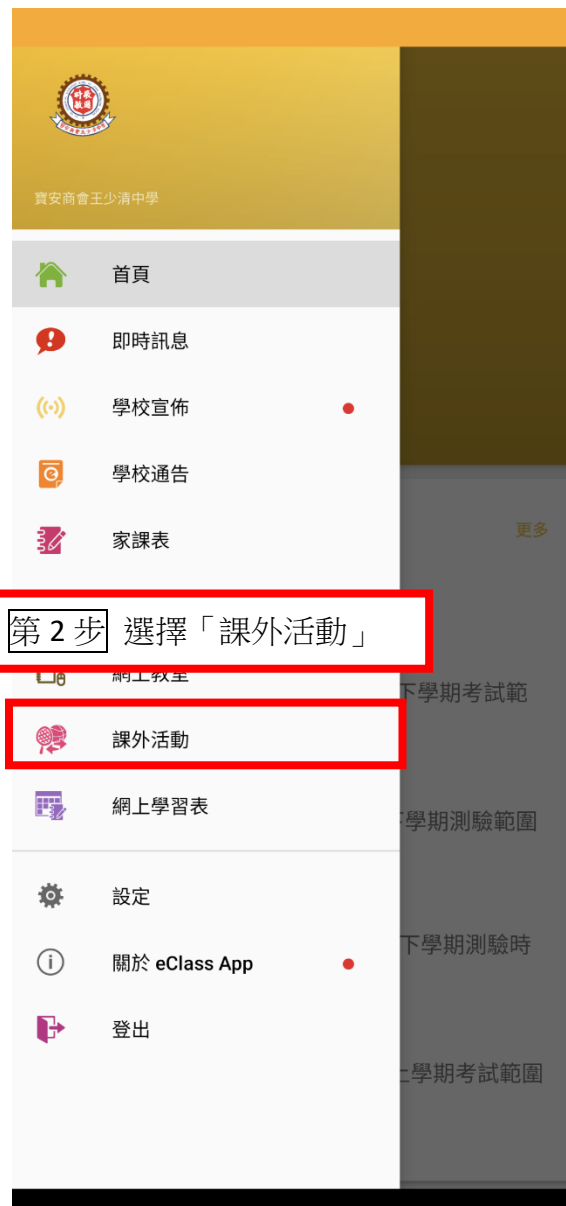 寶安商會王少清中學
首頁
即時訊息
學校宣佈
學校通告
家課表
更多
第 2 步 選擇「課外活動」
網上教室
下學期考試範
課外活動
網上學習表
學期測驗範圍
設定
下學期測驗時
關於 eClass App
登出
學期考試範圍